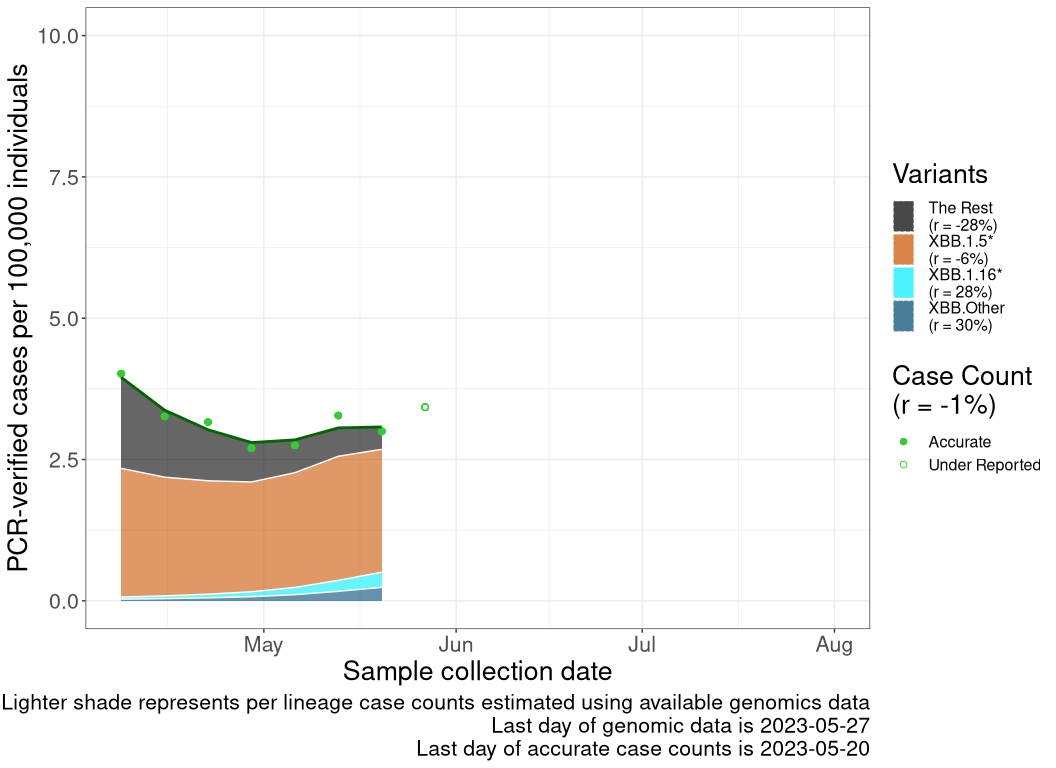 PCR-verified cases per 100,000 individuals
10.0
7.5
5.0
2.5
0.0
May
Jun
Jul
Aug
Sample collection date
Variants
The Rest
(r = -28%)
XBB.1.5*
(r = -6%)
XBB.1.16*
(r = 28%)
XBB.Other
(r = 30%)
Case Count
(r = -1%)
Accurate
Under Reported
Lighter shade represents per lineage case counts estimated using available genomics data
Last day of genomic data is 2023-05-27
Last day of accurate case counts is 2023-05-20